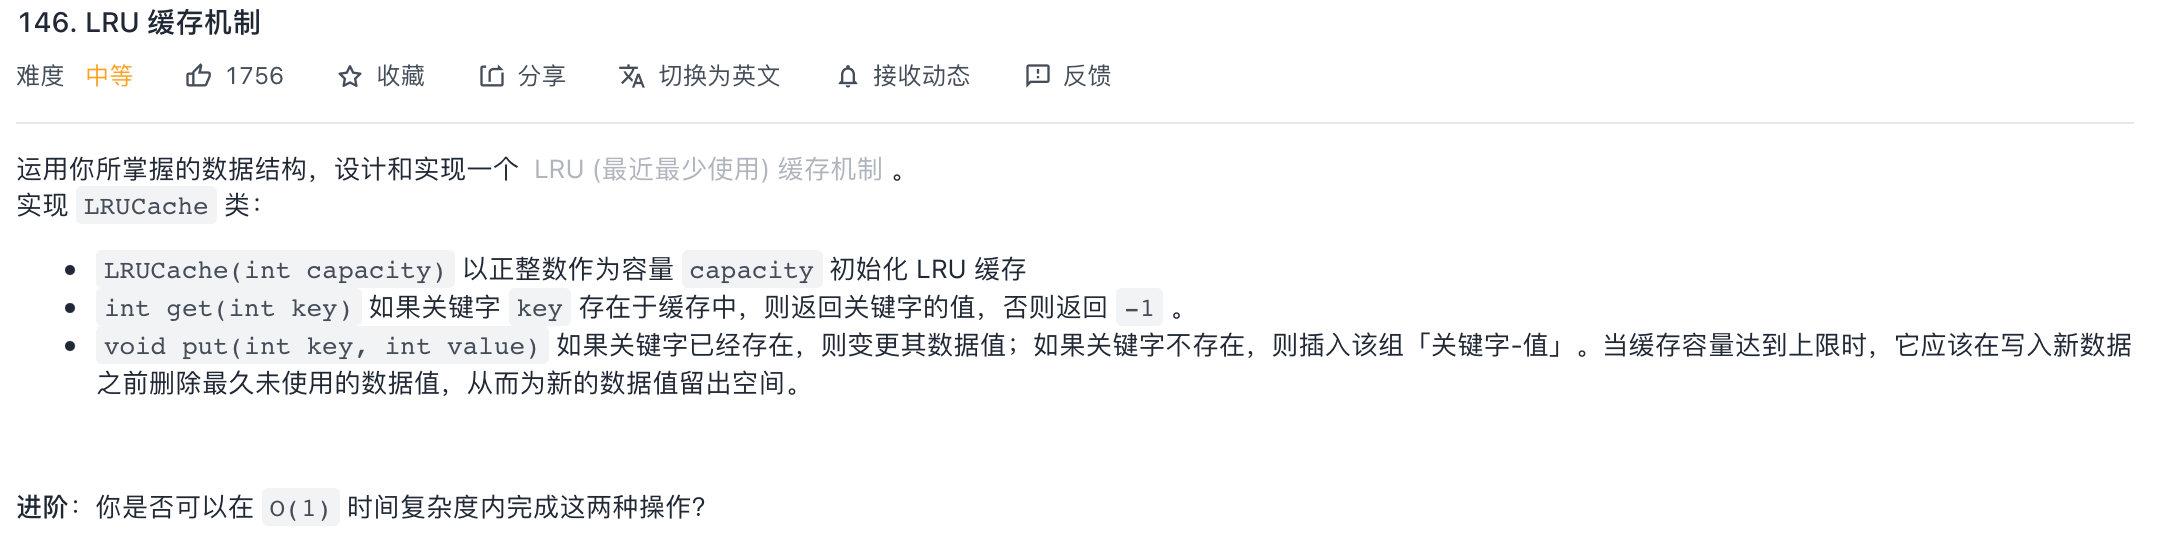 146. LRU 缓存机制
难度 中等 1756 收藏 分享 切换为英文 接收动态 反馈
运用你所掌握的数据结构，设计和实现一个 LRU (最近最少使用) 缓存机制 。
实现 LRUCache 类：
LRUCache(int capacity) 以正整数作为容量 capacity 初始化 LRU 缓存
int get(int key) 如果关键字 key 存在于缓存中，则返回关键字的值，否则返回 -1 。
void put(int key, int value) 如果关键字已经存在，则变更其数据值；如果关键字不存在，则插入该组「关键字-值」。当缓存容量达到上限时，它应该在写入新数据
之前删除最久未使用的数据值，从而为新的数据值留出空间。
进阶：你是否可以在 O(1) 时间复杂度内完成这两种操作？